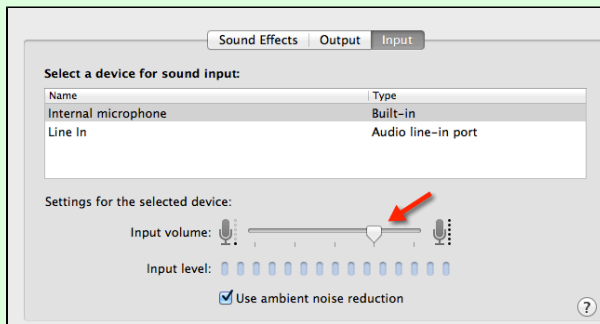 Sound Effects Output Input
Select a device for sound input:
Name Type
Internal microphone Built-in
Line In Audio line-in port
Settings for the selected device:
Input volume:
Input level:
Use ambient noise reduction
?